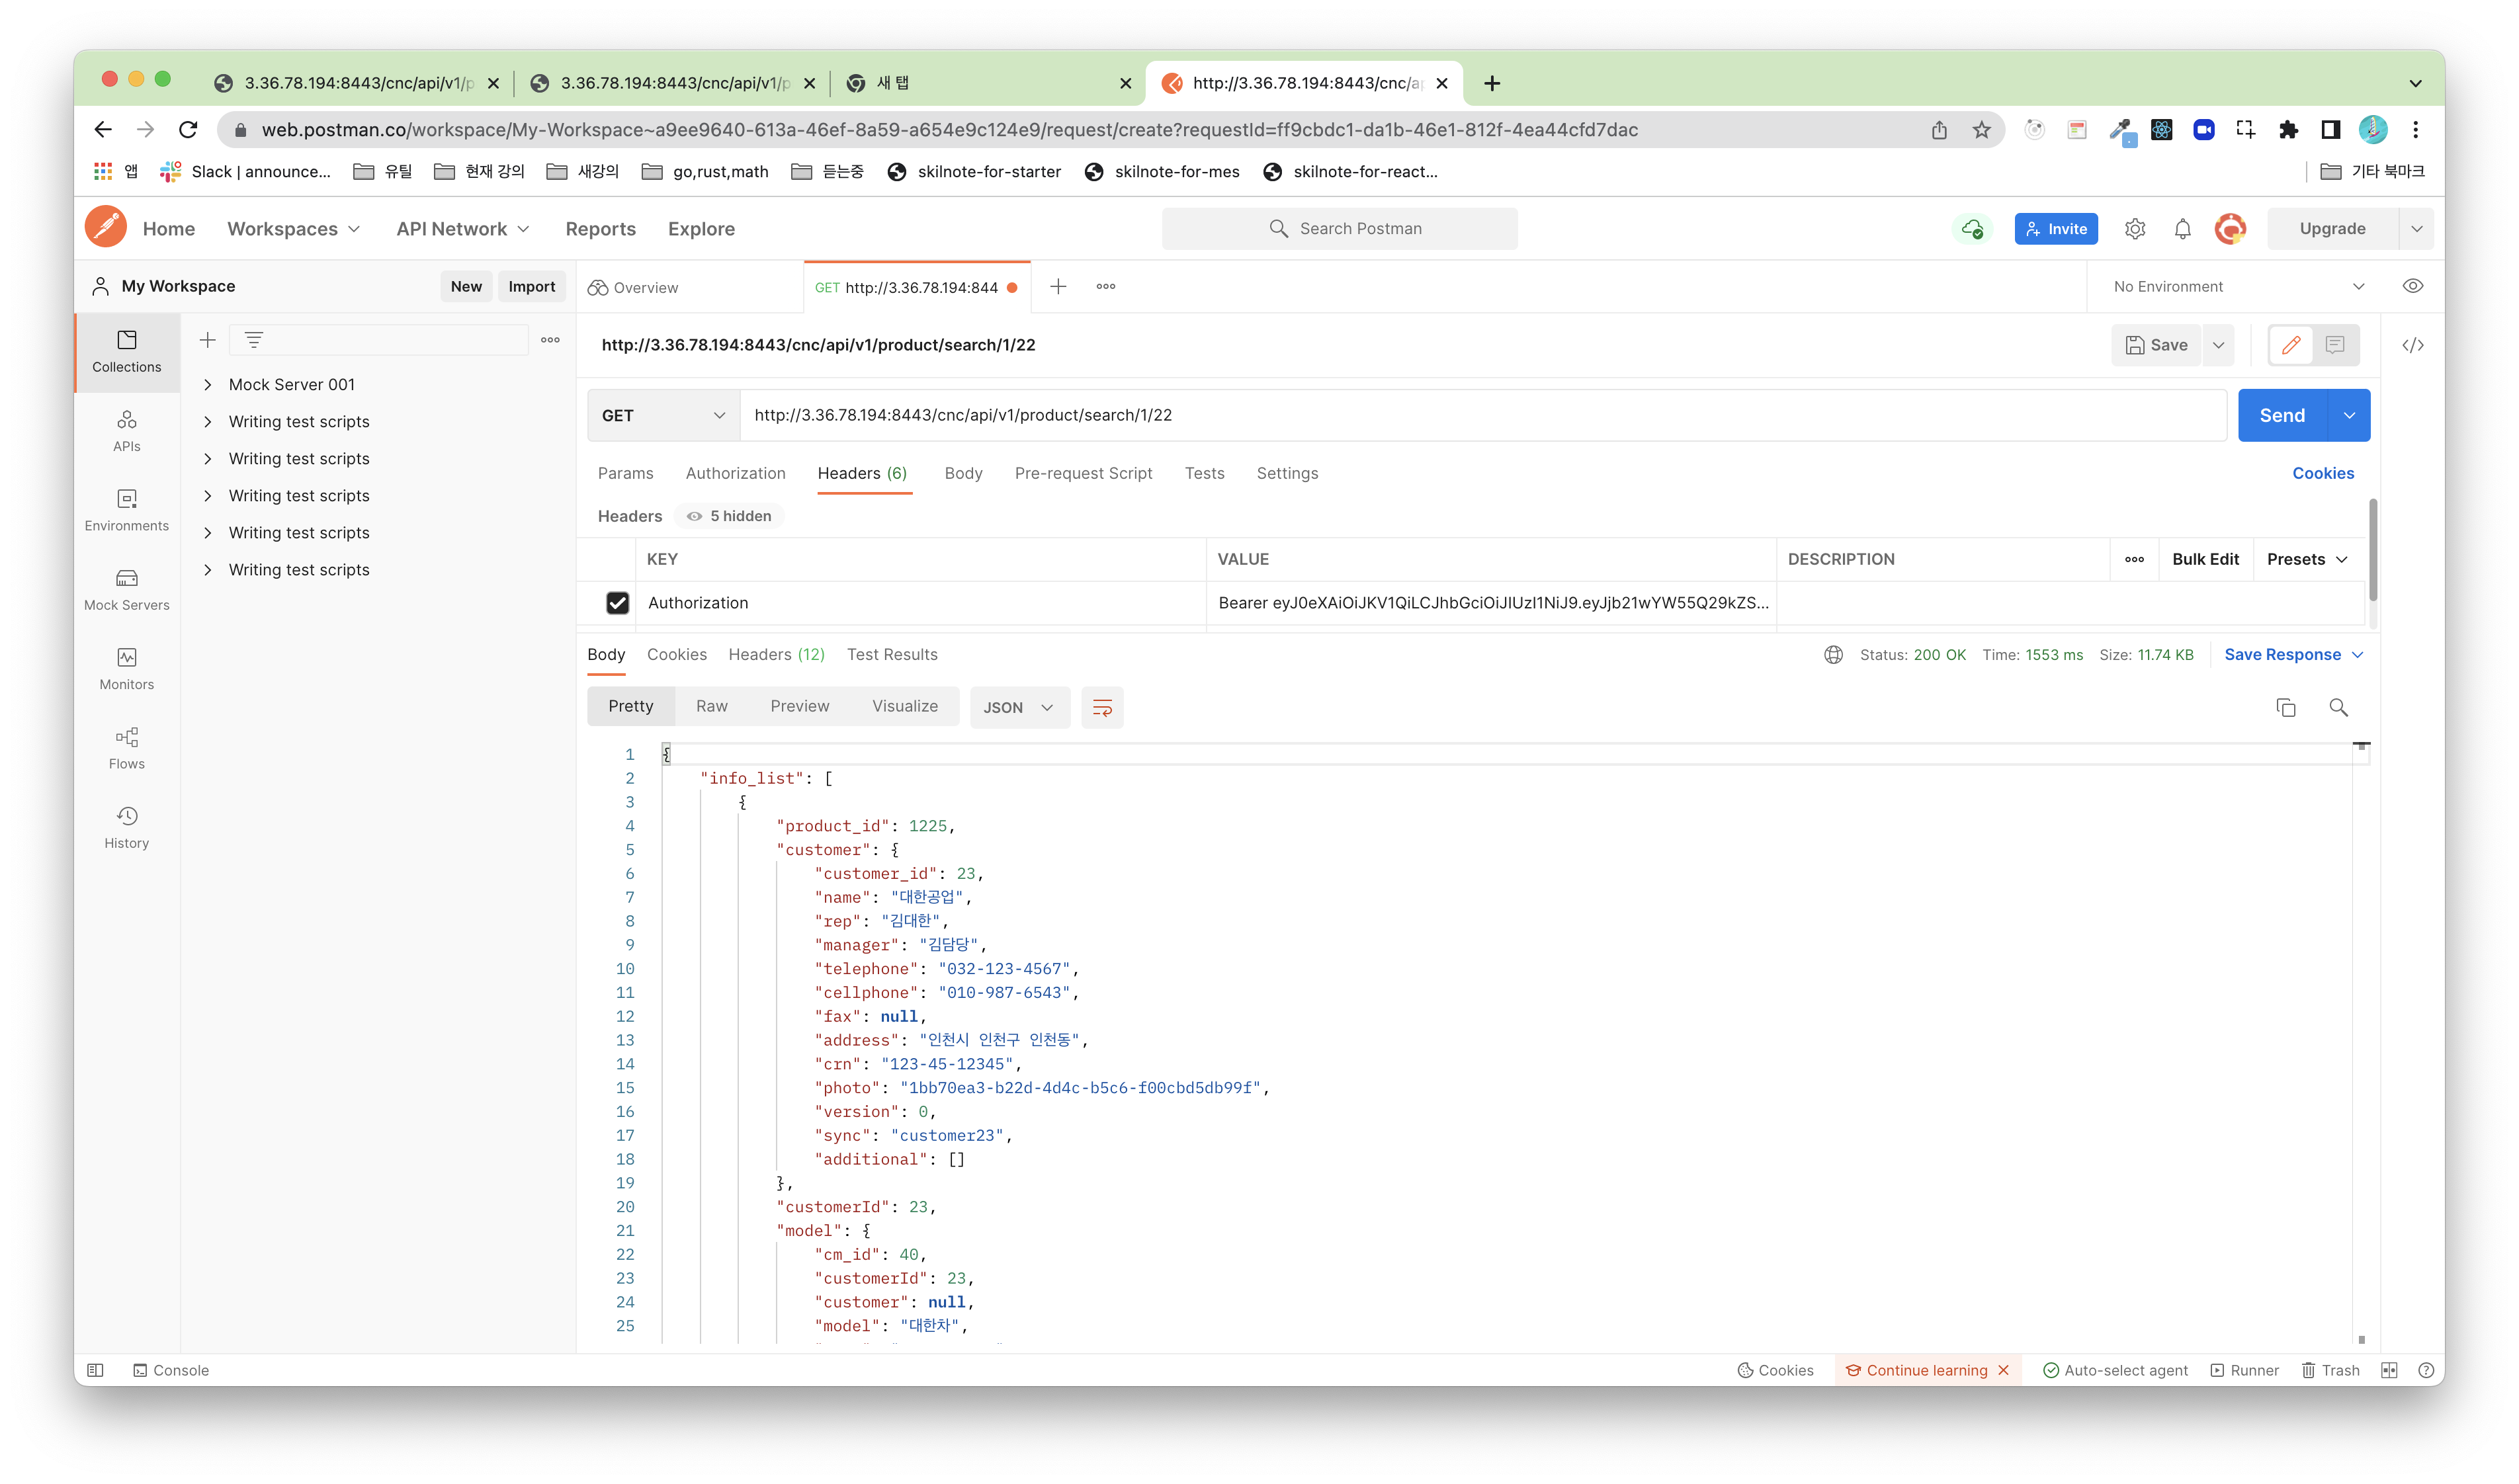 3.36.78.194:8443/cnc/api/v1/p
3.36.78.194:8443/cnc/api/v1/p
새 탭
http://3.36.78.194:8443/cnc/ap
web.postman.co/workspace/My-Workspace~a9ee9640-613a-46ef-8a59-a654e9c124e9/request/create?requestId=ff9cbdc1-da1b-46e1-812f-4ea44cfd7dac
앱
Slack | announce...
유틸
현재 강의
새강의
go,rust,math
듣는중
skilnote-for-starter
skilnote-for-mes
skilnote-for-react...
기타 북마크
Home
Workspaces
API Network
Reports
Explore
Search Postman
Invite
Upgrade
My Workspace
New
Import
Overview
GET http://3.36.78.194:844
No Environment
Collections
APIs
Environments
Mock Servers
Monitors
Flows
History
Mock Server 001
Writing test scripts
Writing test scripts
Writing test scripts
Writing test scripts
Writing test scripts
http://3.36.78.194:8443/cnc/api/v1/product/search/1/22
Save
GET
http://3.36.78.194:8443/cnc/api/v1/product/search/1/22
Send
Params
Authorization
Headers (6)
Body
Pre-request Script
Tests
Settings
Cookies
Headers
5 hidden
KEY
VALUE
DESCRIPTION
Bulk Edit
Presets
Authorization
Bearer eyJ0eXAiOiJKV1QiLCJhbGciOiJIUzI1NiJ9.eyJjb21wYW55Q29kZS...
Body
Cookies
Headers (12)
Test Results
Status: 200 OK
Time: 1553 ms
Size: 11.74 KB
Save Response
Pretty
Raw
Preview
Visualize
JSON
1 {
2 "info_list": [
3 {
4 "product_id": 1225,
5 "customer": {
6 "customer_id": 23,
7 "name": "대한공업",
8 "rep": "김대한",
9 "manager": "김담당",
10 "telephone": "032-123-4567",
11 "cellphone": "010-987-6543",
12 "fax": null,
13 "address": "인천시 인천구 인천동",
14 "crn": "123-45-12345",
15 "photo": "1bb70ea3-b22d-4d4c-b5c6-f00cbd5db99f",
16 "version": 0,
17 "sync": "customer23",
18 "additional": []
19 },
20 "customerId": 23,
21 "model": {
22 "cm_id": 40,
23 "customerId": 23,
24 "customer": null,
25 "model": "대한차",
Console
Cookies
Continue learning
Auto-select agent
Runner
Trash